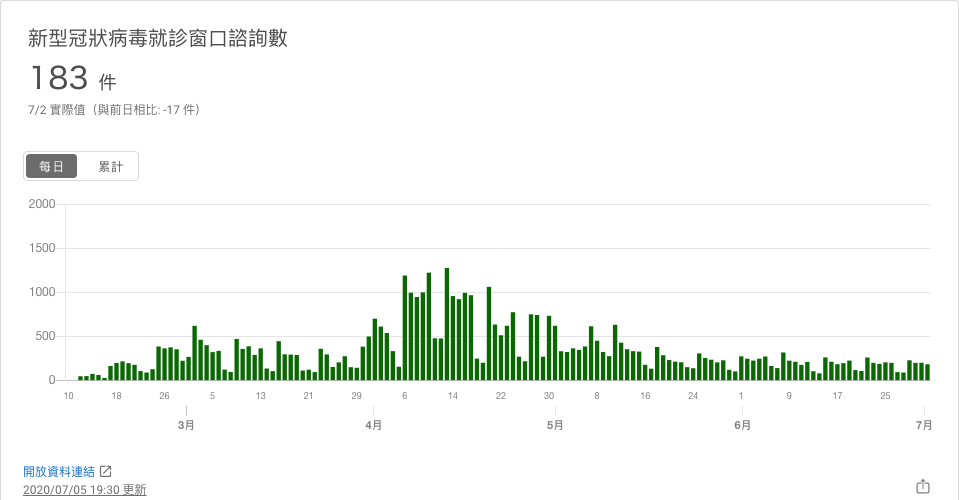 新型冠狀病毒就診窗口諮詢數
183 件
7/2 實際值（與前日相比: -17 件）
每日 累計
2000
1500
1000
500
0
10 18 26 5 13 21 29 6 14 22 30 8 16 24 1 9 17 25
3月 4月 5月 6月 7月
開放資料連結
2020/07/05 19:30 更新